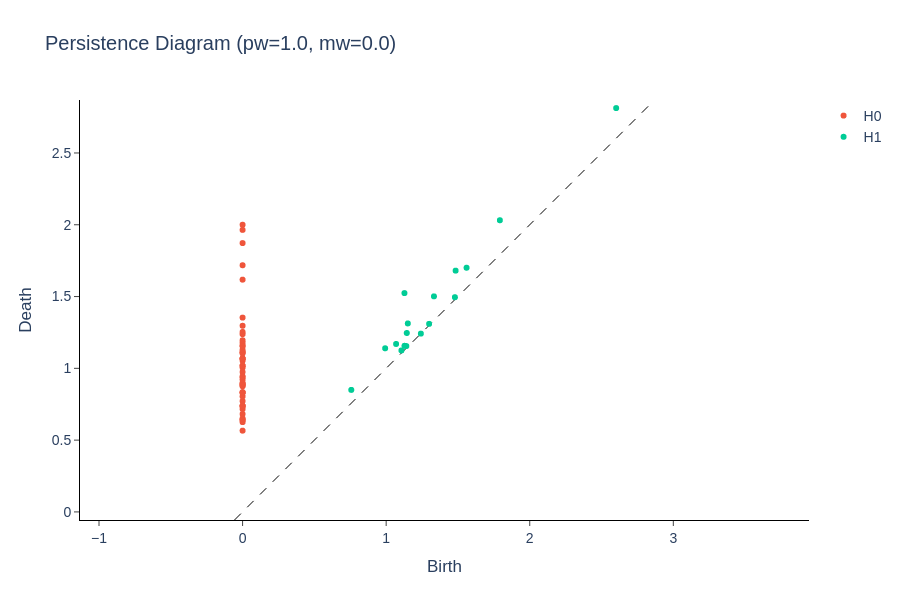 Persistence Diagram (pw=1.0, mw=0.0)
H0
H1
2.5
2
1.5
1
0.5
0
Death
−1
0
1
2
3
Birth